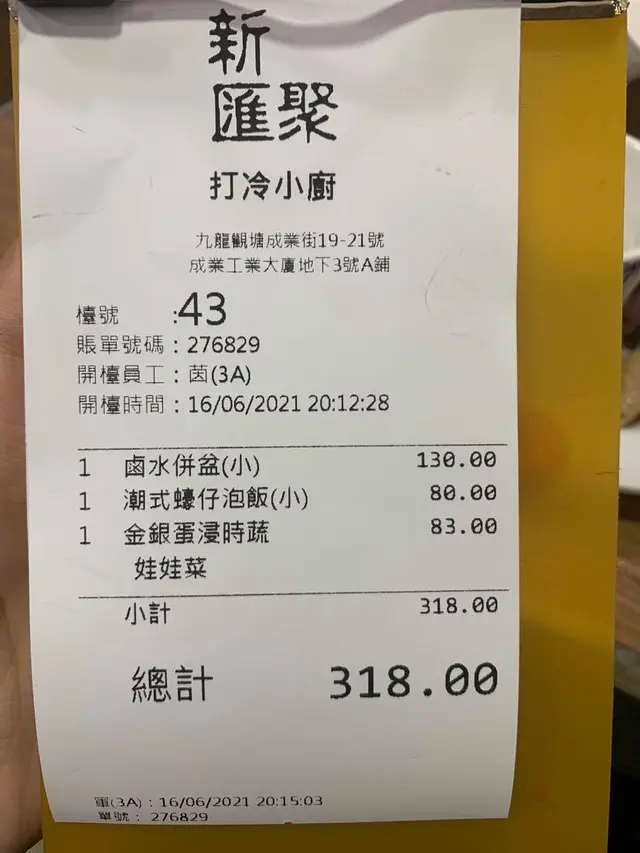 新
匯聚
打冷小廚
九龍觀塘成業街19-21號
成業工業大廈地下3號A鋪
檯號 :43
賬單號碼：276829
開檯員工：茵(3A)
開檯時間：16/06/2021 20:12:28
1 鹵水併盆(小) 130.00
1 潮式蠔仔泡飯(小) 80.00
1 金銀蛋浸時蔬 83.00
娃娃菜
小計 318.00
總計 318.00
軍(3A)：16/06/2021 20:15:03
單號：276829